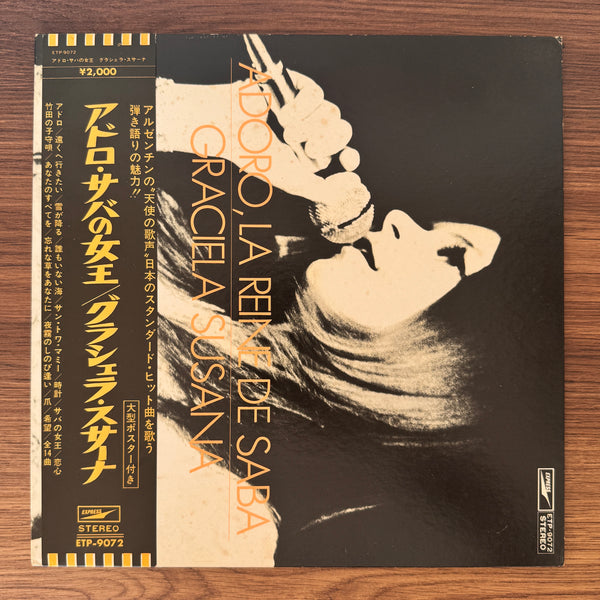 ETP-9072
アドロ・サバの女王 グラシェラ・スサーナ
¥2,000
アルゼンチンの“天使の歌声”日本のスタンダード・ヒット曲を歌う
弾き語りの魅力!!
アドロ・サバの女王/グラシェラ・スサーナ
大型ポスター付き
アドロ/遠くへ行きたい/雪が降る/誰もいない海/サン・トワ・マミー/時計/サバの女王/恋心
竹田の子守唄/あなたのすべてを/忘れな草をあなたに/夜霧のしのび逢い/爪/希望/全14曲
EXPRESS
STEREO
ETP-9072
ADORO, LA REINE DE SABA
GRACIELA SUSANA
EXPRESS
ETP-9072
STEREO